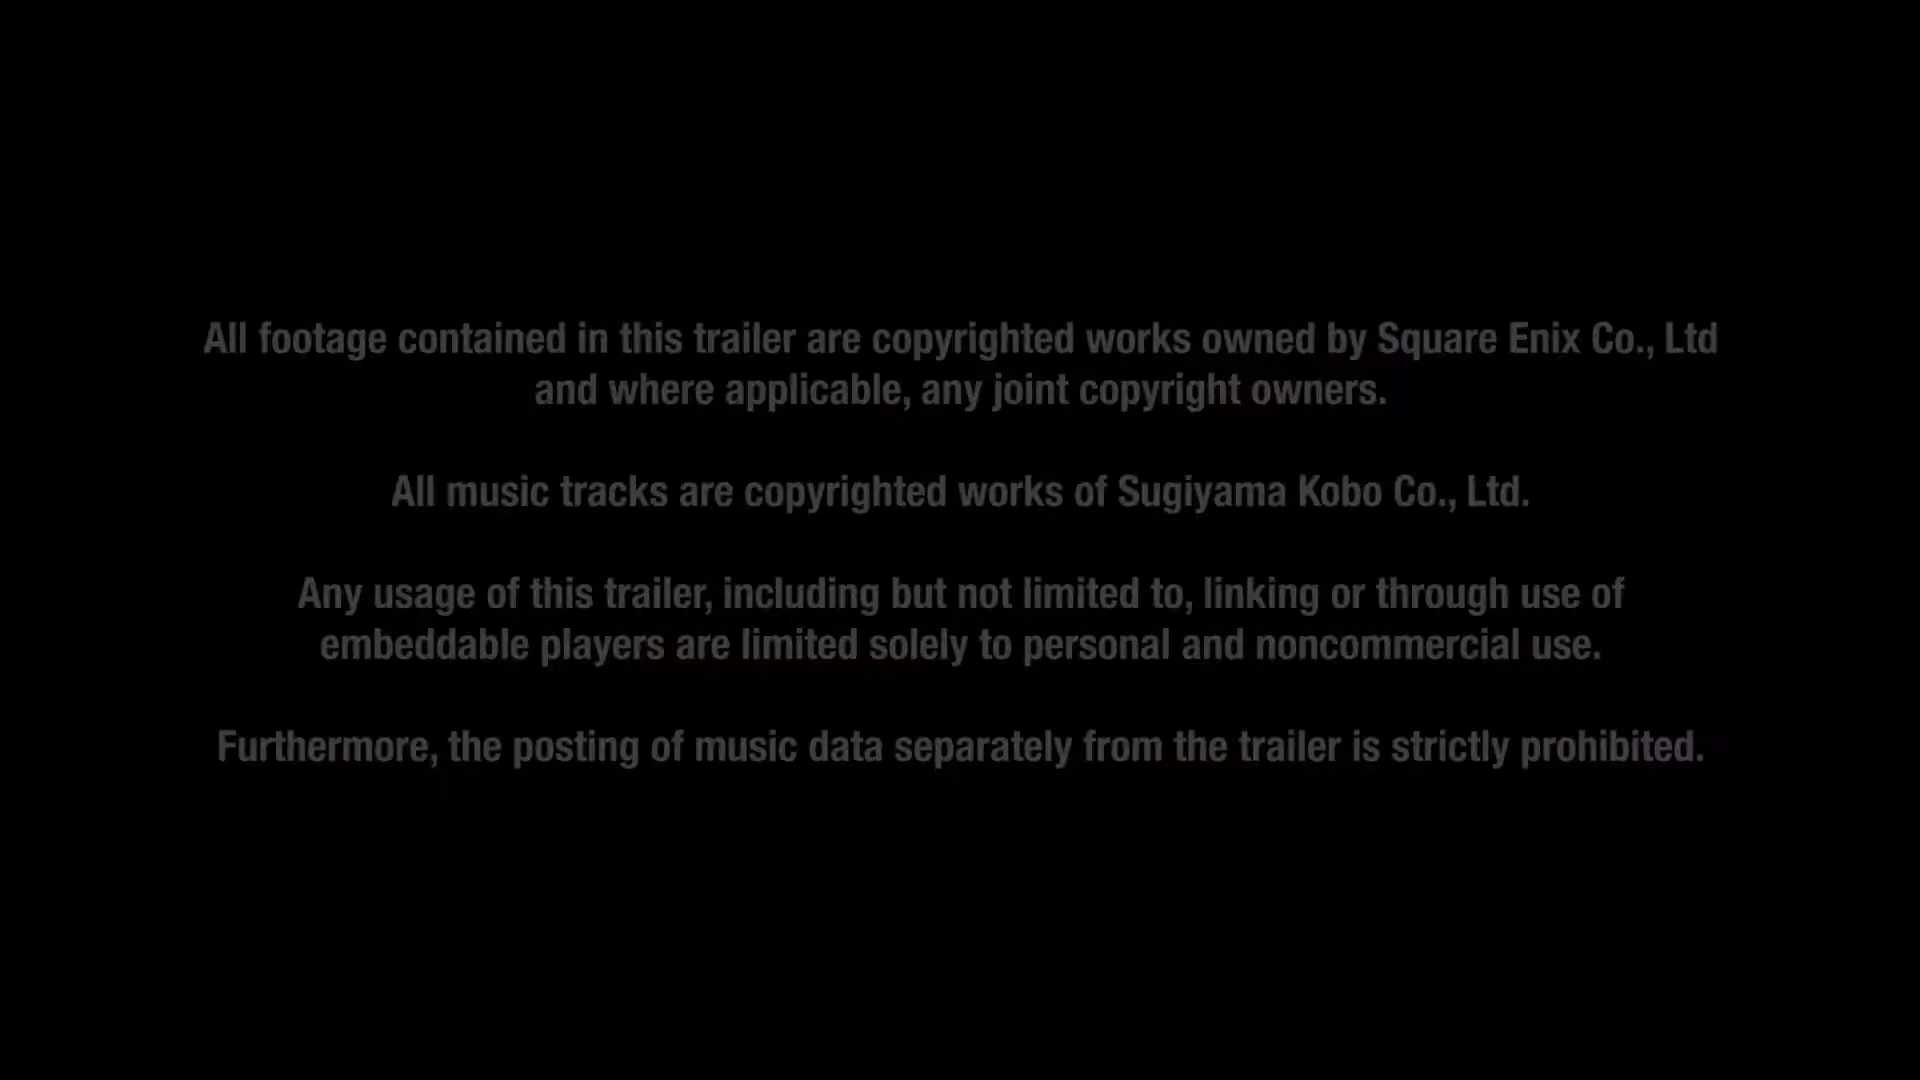 All footage contained in this trailer are copyrighted works owned by Square Enix Co., Ltd
and where applicable, any joint copyright owners.
All music tracks are copyrighted works of Sugiyama Kobo Co., Ltd.
Any usage of this trailer, including but not limited to, linking or through use of
embeddable players are limited solely to personal and noncommercial use.
Furthermore, the posting of music data separately from the trailer is strictly prohibited.